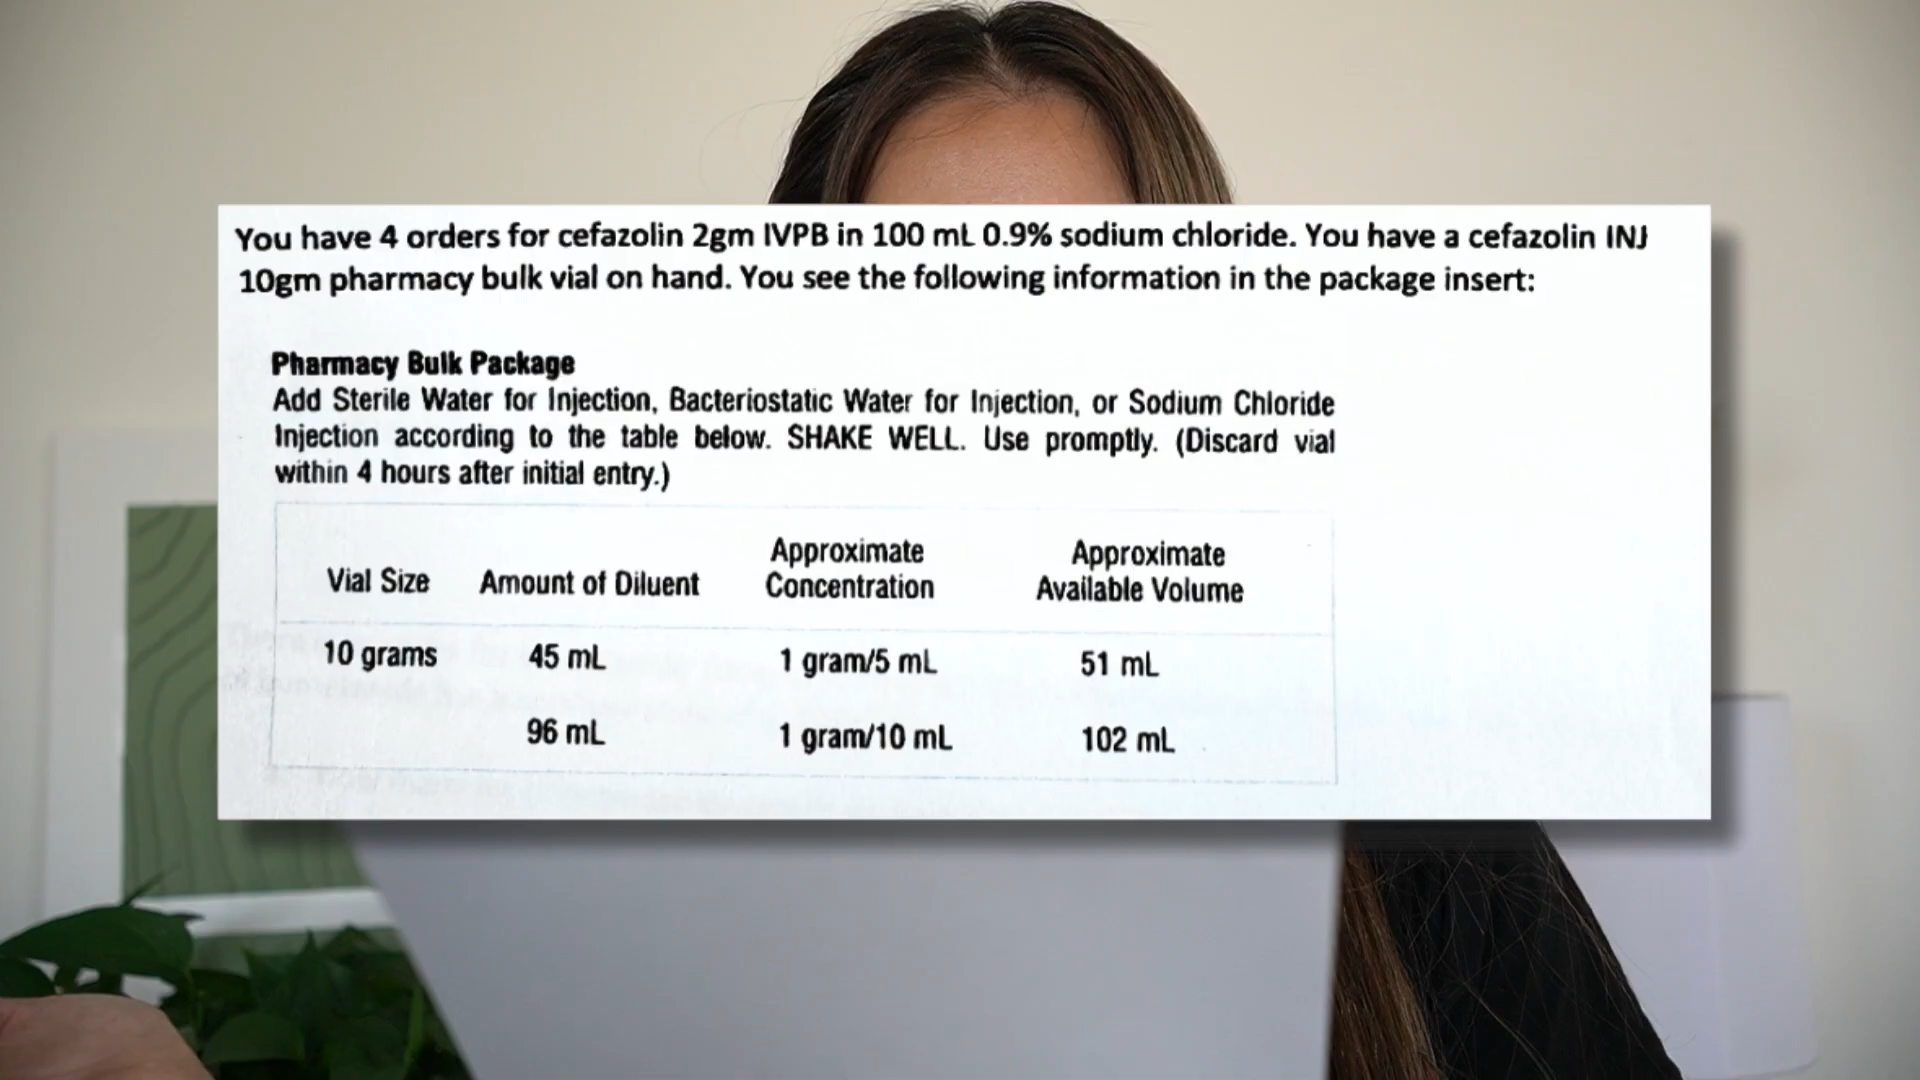 You have 4 orders for cefazolin 2gm IVPB in 100 mL 0.9% sodium chloride. You have a cefazolin INJ
10gm pharmacy bulk vial on hand. You see the following information in the package insert:
Pharmacy Bulk Package
Add Sterile Water for Injection, Bacteriostatic Water for Injection, or Sodium Chloride
Injection according to the table below. SHAKE WELL. Use promptly. (Discard vial
within 4 hours after initial entry.)
Vial Size Amount of Diluent Approximate Concentration Approximate Available Volume
10 grams 45 mL 1 gram/5 mL 51 mL
96 mL 1 gram/10 mL 102 mL